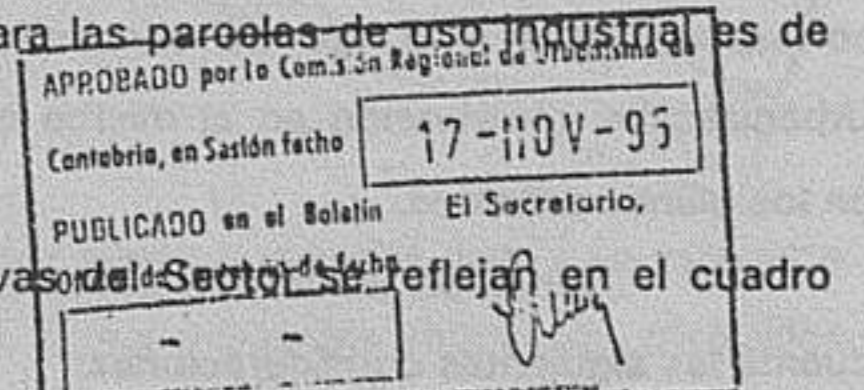 ara las parcelas de uso industrial es de
APROBADO por la Comisión Regional de Urbanismo de
Cantabria, en Sesión fecha 17-NOV-95
PUBLICADO en el Boletín El Secretario,
vas del Sector se reflejan en el cuadro
- -